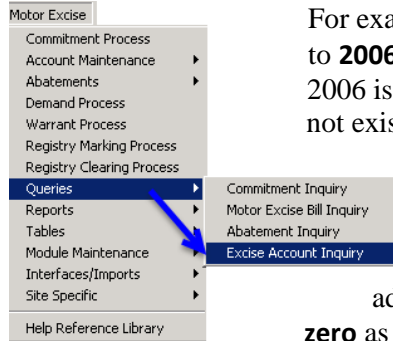 Motor Excise
Commitment Process
Account Maintenance
Abatements
Demand Process
Warrant Process
Registry Marking Process
Registry Clearing Process
Queries
Reports
Tables
Module Maintenance
Interfaces/Imports
Site Specific
Help Reference Library
Commitment Inquiry
Motor Excise Bill Inquiry
Abatement Inquiry
Excise Account Inquiry
For exa
to 2006
2006 is
not exis
ac
zero as